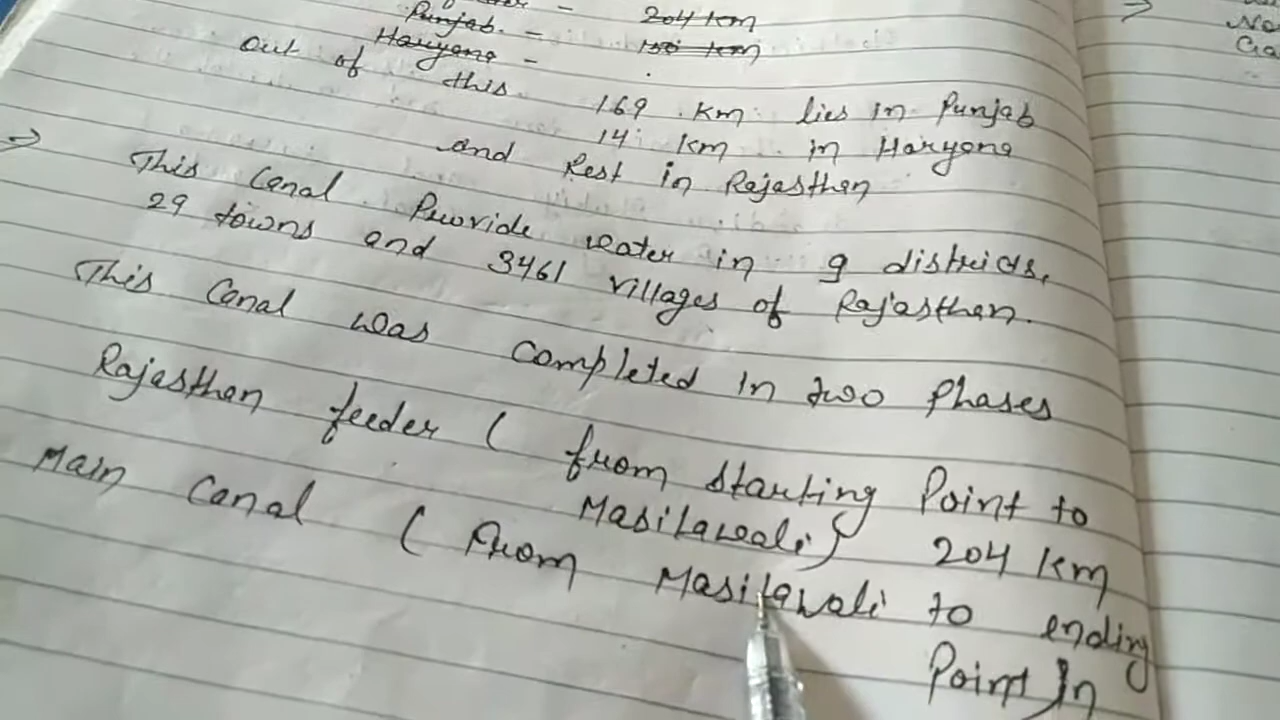 - 204 km
Punjab - 100 km
Haryana -
out of this 169 km lies in Punjab
14 km in Haryana
and Rest in Rajasthan
⇒ This Canal Provide water in 9 districts,
29 towns and 3461 villages of Rajasthan.
This Canal was completed in two Phases
Rajasthan feeder ( from Starting Point to
Masitawali) 204 km
Main Canal ( From Masitawali to ending
Point In
⇒